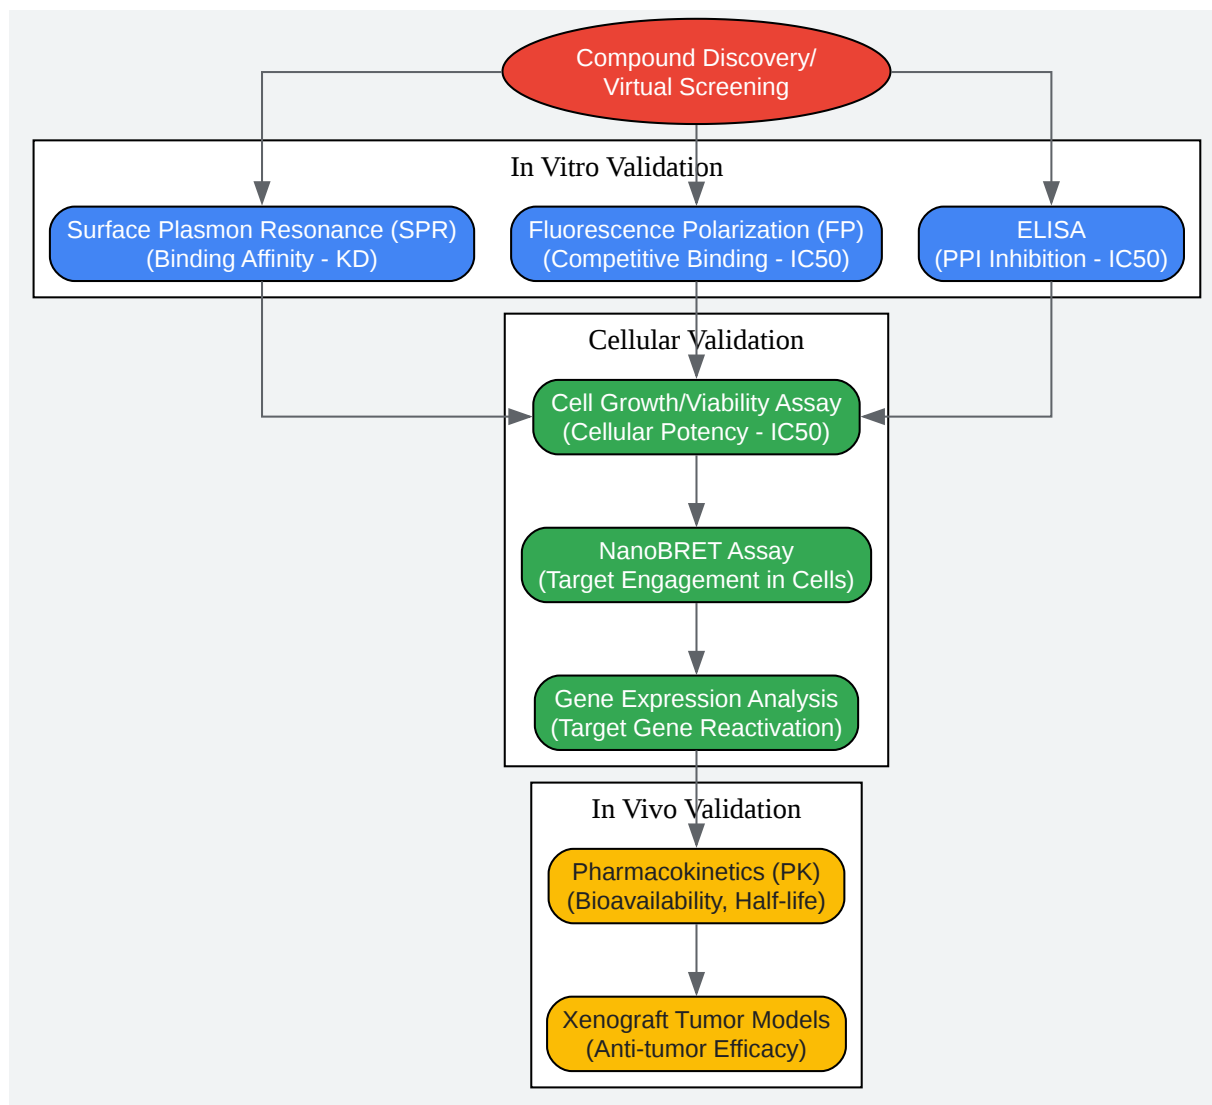 Compound Discovery/
Virtual Screening
In Vitro Validation
Surface Plasmon Resonance (SPR)
(Binding Affinity - KD)
Fluorescence Polarization (FP)
(Competitive Binding - IC50)
ELISA
(PPI Inhibition - IC50)
Cellular Validation
Cell Growth/Viability Assay
(Cellular Potency - IC50)
NanoBRET Assay
(Target Engagement in Cells)
Gene Expression Analysis
(Target Gene Reactivation)
In Vivo Validation
Pharmacokinetics (PK)
(Bioavailability, Half-life)
Xenograft Tumor Models
(Anti-tumor Efficacy)